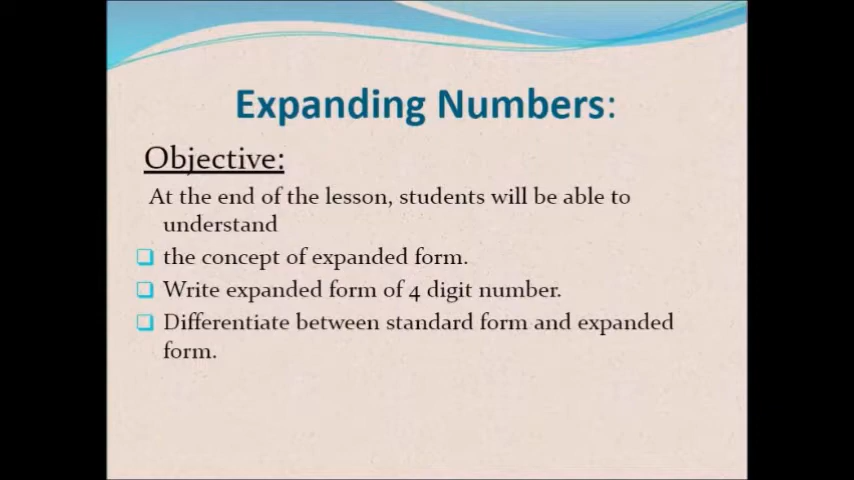 Expanding Numbers:
Objective:
At the end of the lesson, students will be able to
understand
the concept of expanded form.
Write expanded form of 4 digit number.
Differentiate between standard form and expanded
form.